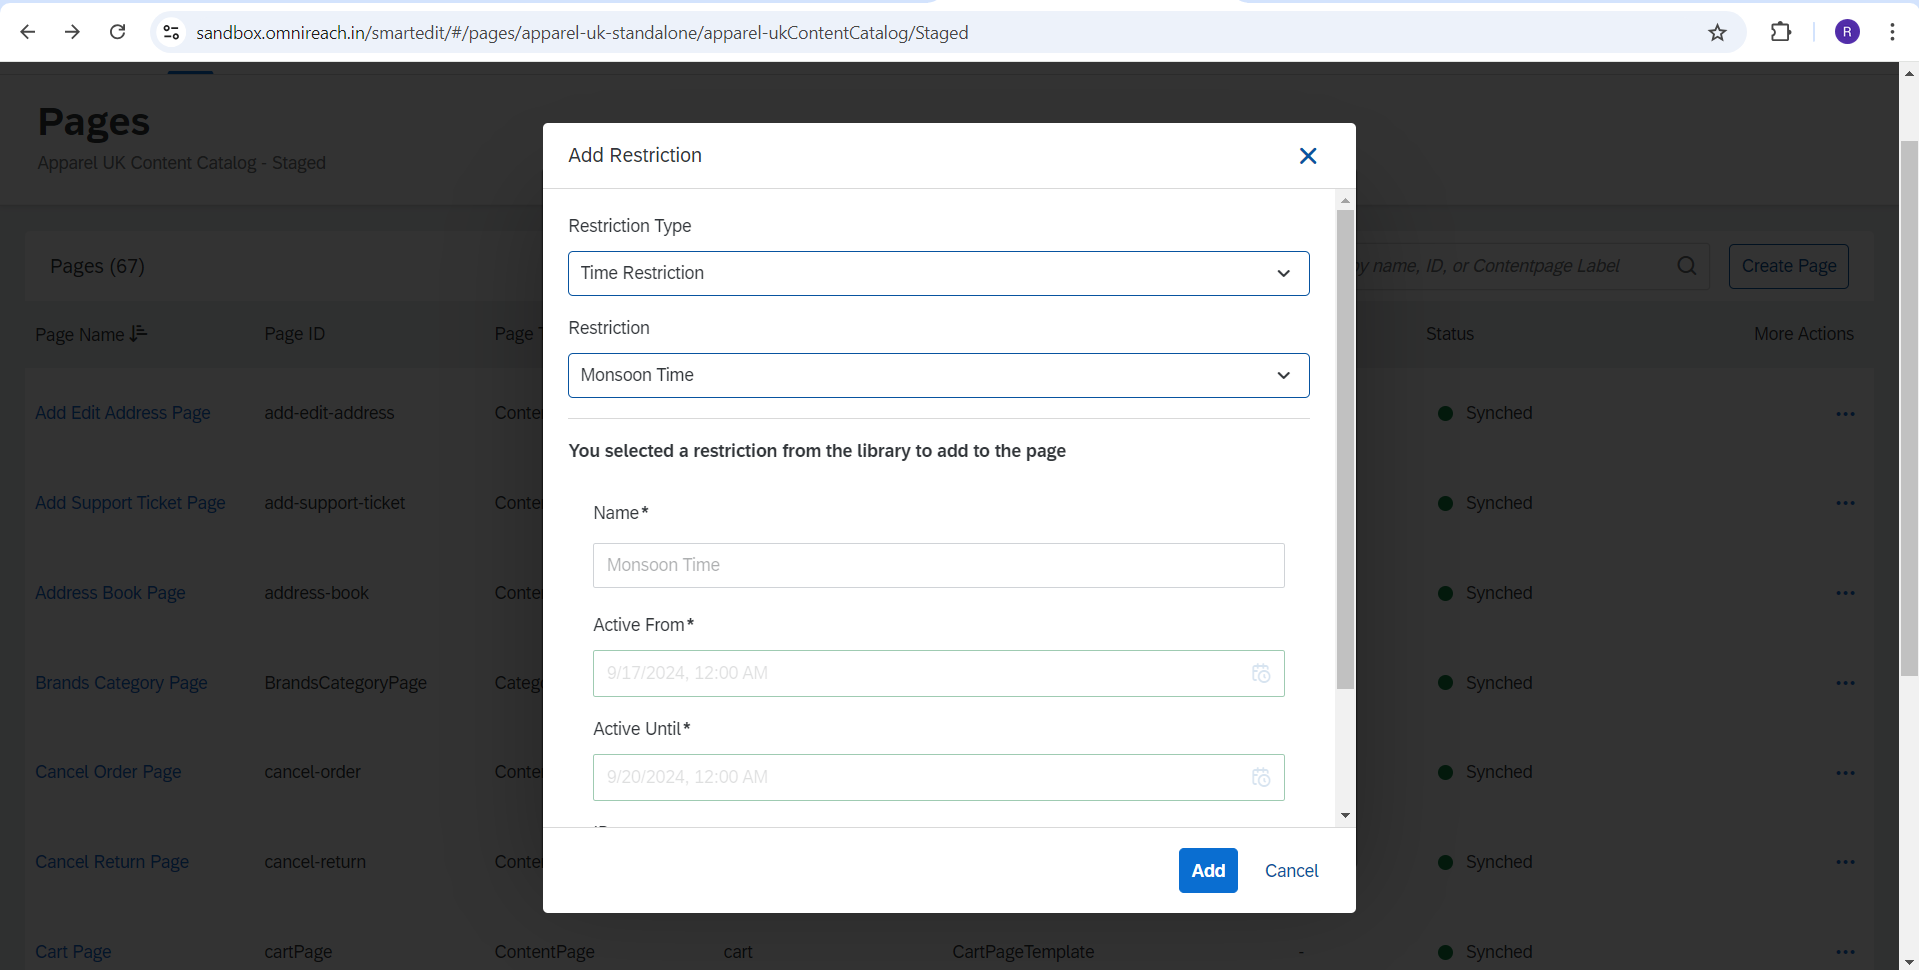 sandbox.omnireach.in/smartedit/#/pages/apparel-uk-standalone/apparel-ukContentCatalog/Staged
R
Pages
Apparel UK Content Catalog - Staged
Add Restriction
Restriction Type
Time Restriction
Restriction
Monsoon Time
You selected a restriction from the library to add to the page
Name*
Monsoon Time
Active From*
9/17/2024, 12:00 AM
Active Until*
9/20/2024, 12:00 AM
Add Cancel
Pages (67)
y name, ID, or Contentpage Label
Create Page
Page Name Page ID Page Status More Actions
Add Edit Address Page add-edit-address Conte Synched
Add Support Ticket Page add-support-ticket Conte Synched
Address Book Page address-book Conte Synched
Brands Category Page BrandsCategoryPage Categ Synched
Cancel Order Page cancel-order Conte Synched
Cancel Return Page cancel-return Conte Synched
Cart Page cartPage ContentPage cart CartPageTemplate - Synched